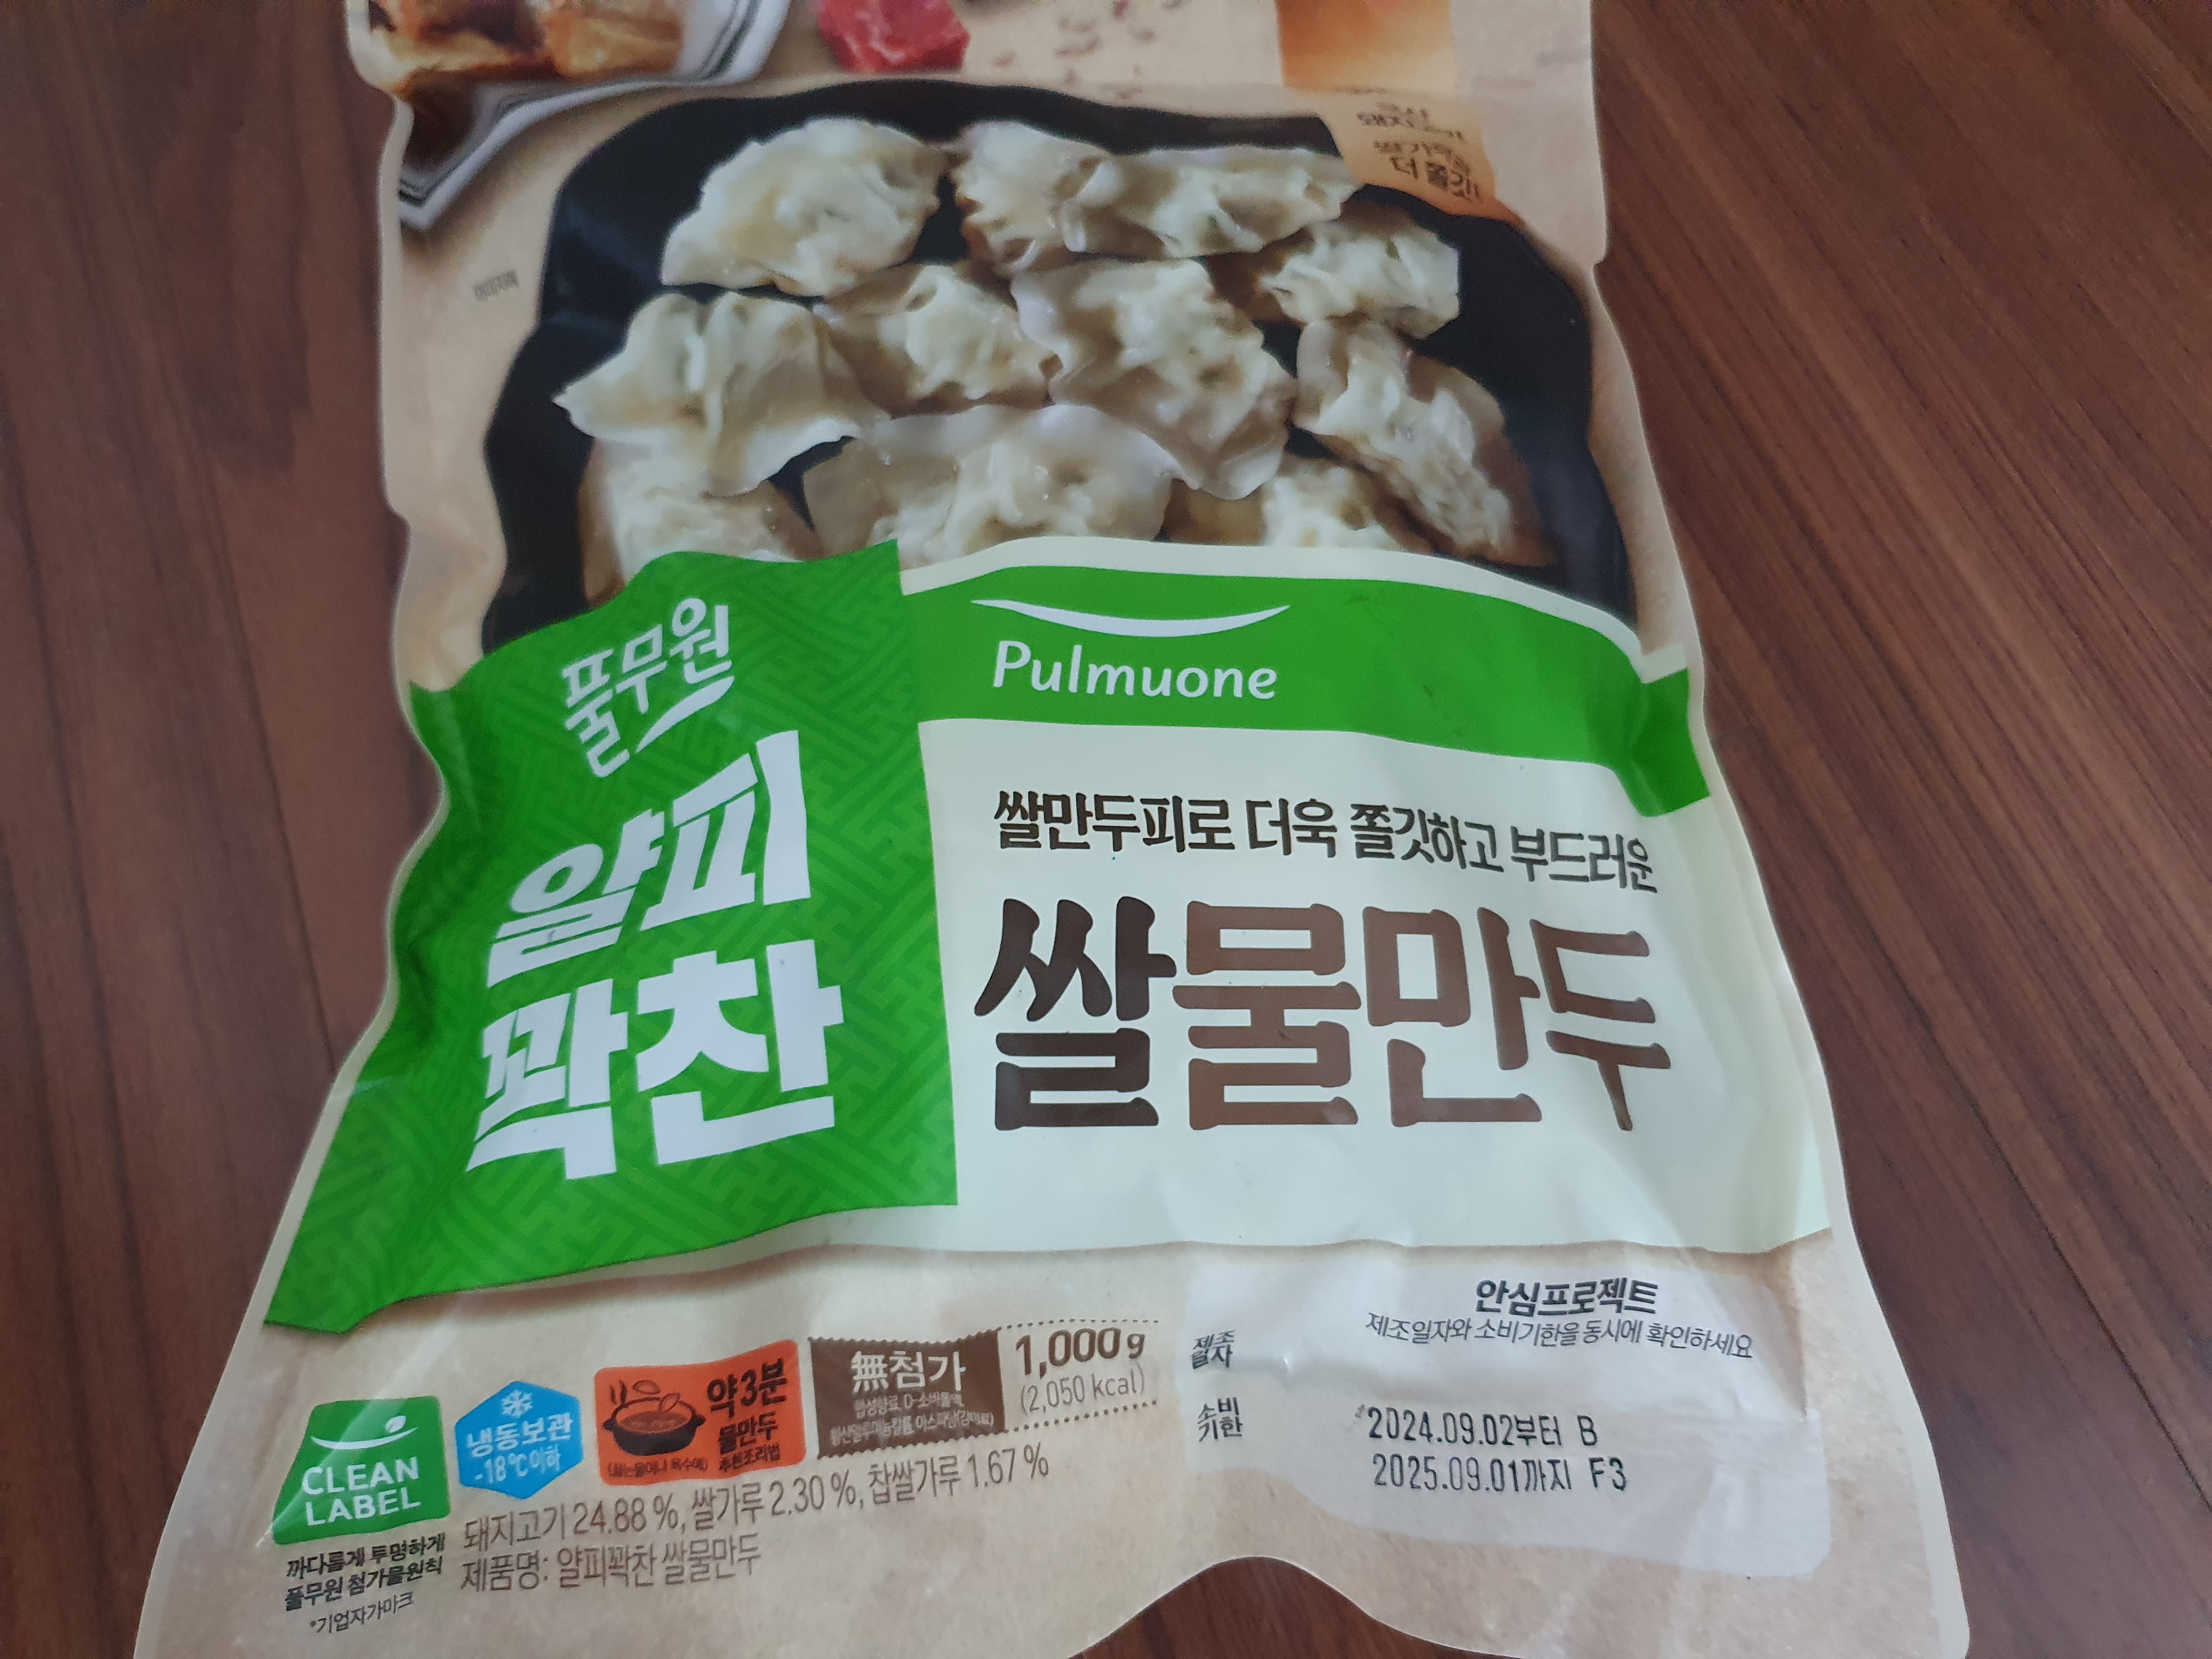 더 쫄깃!
풀무원
Pulmuone
얄피
꽉찬
쌀만두피로 더욱 쫄깃하고 부드러운
쌀물만두
안심프로젝트
제조일자와 소비기한을 동시에 확인하세요
제조
일자
소비
기한
2024.09.02부터 B
2025.09.01까지 F3
CLEAN
LABEL
까다롭게 투명하게
풀무원 첨가물원칙
*기업자가마크
냉동보관
-18℃이하
약3분
물만두
추천조리법
無첨가
1,000g
(2,050 kcal)
돼지고기 24.88 %, 쌀가루 2.30 %, 찹쌀가루 1.67 %
제품명: 얄피꽉찬 쌀물만두